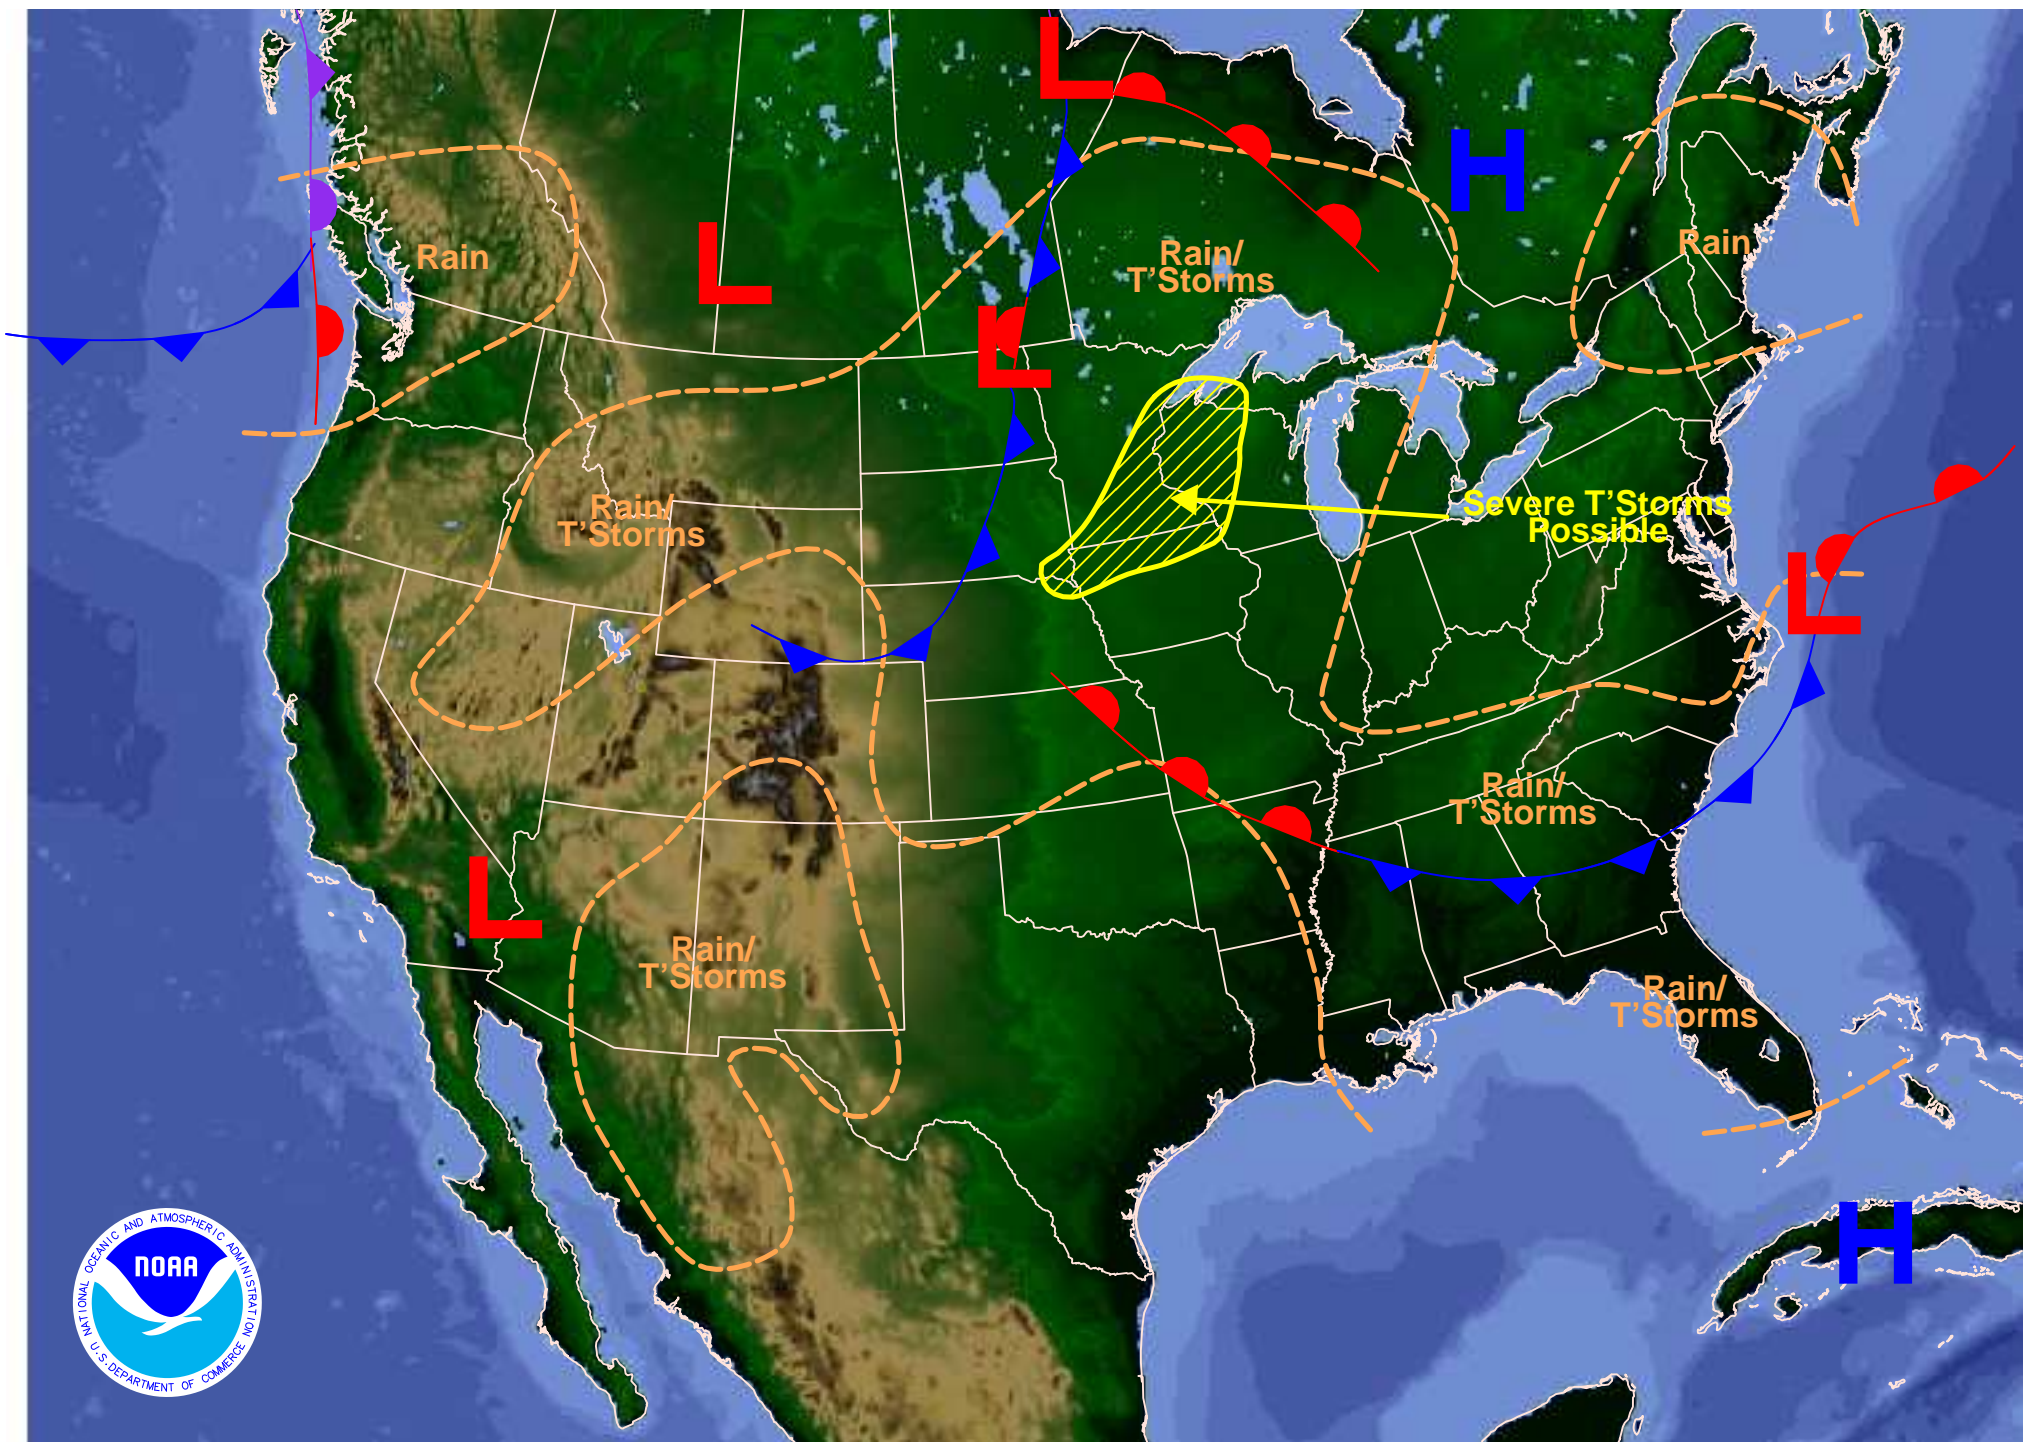 L
H
Rain
L
Rain/
T'Storms
Rain
L
Rain/
T'Storms
Severe T'Storms
Possible
L
Rain/
T'Storms
L
Rain/
T'Storms
Rain/
T'Storms
H
NATIONAL OCEANIC AND ATMOSPHERIC ADMINISTRATION
NOAA
U.S. DEPARTMENT OF COMMERCE